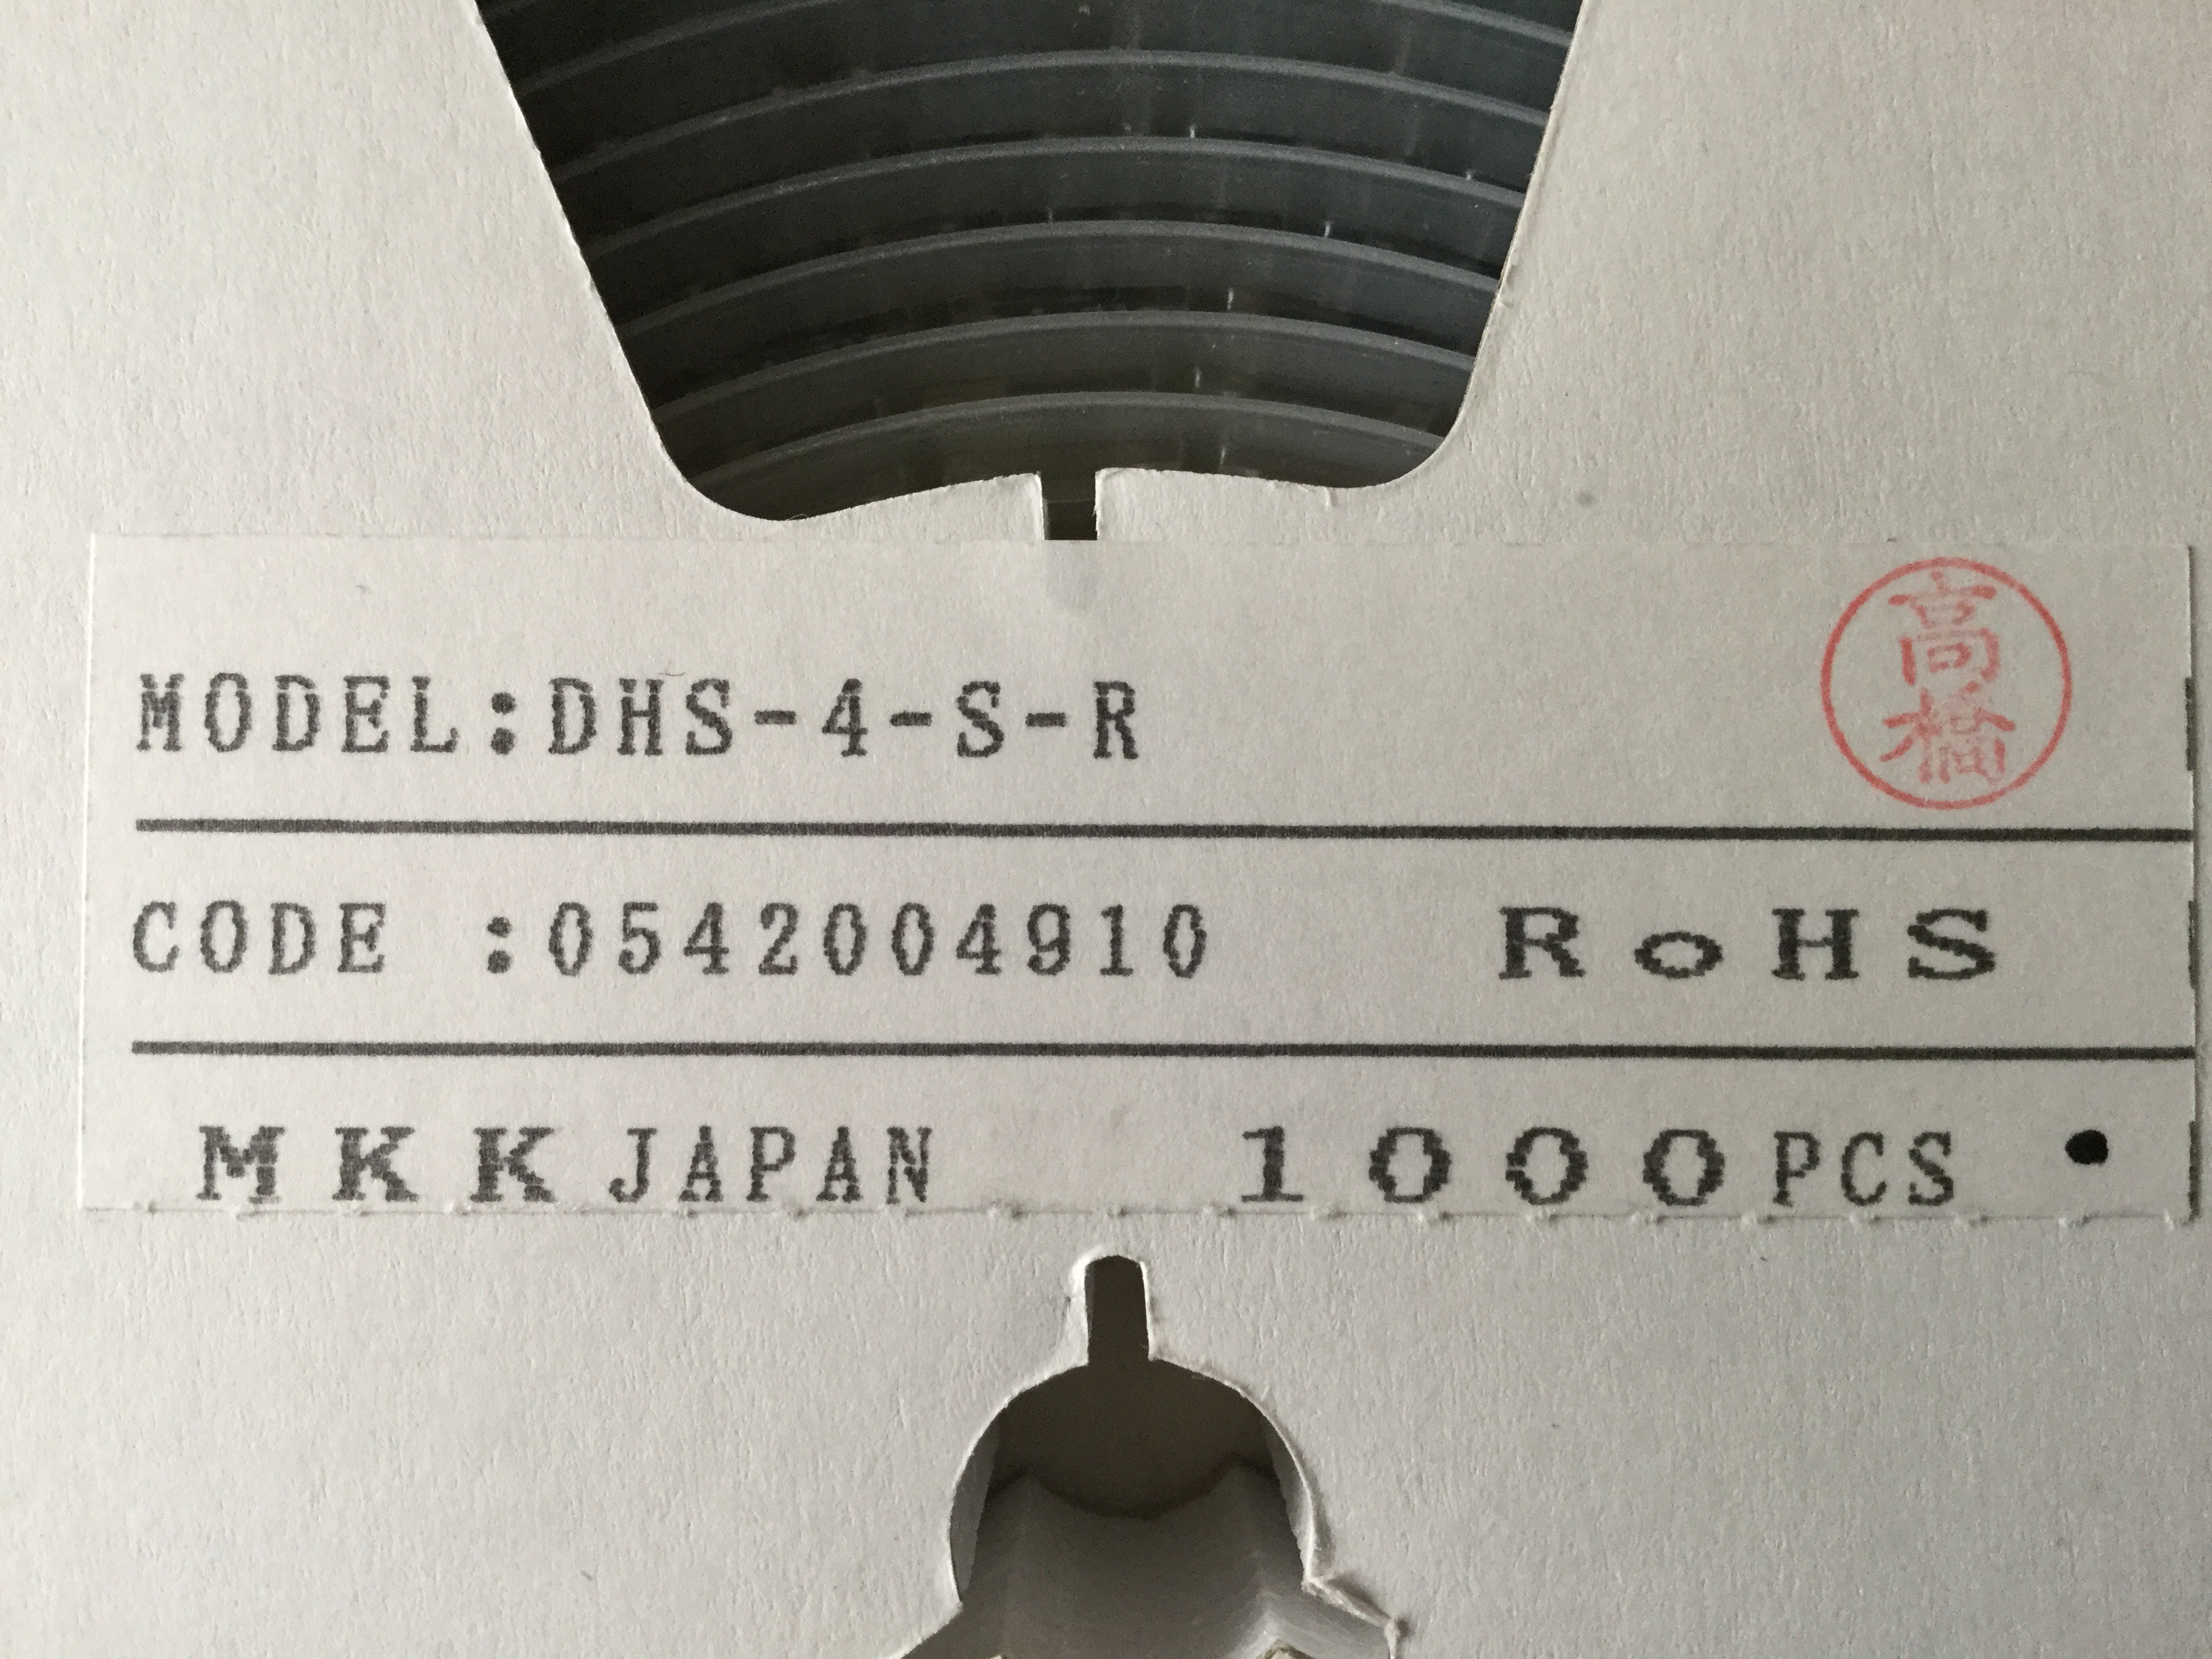 高橋
MODEL:DHS-4-S-R
CODE :0542004910 RoHS
MKK JAPAN 1000PCS